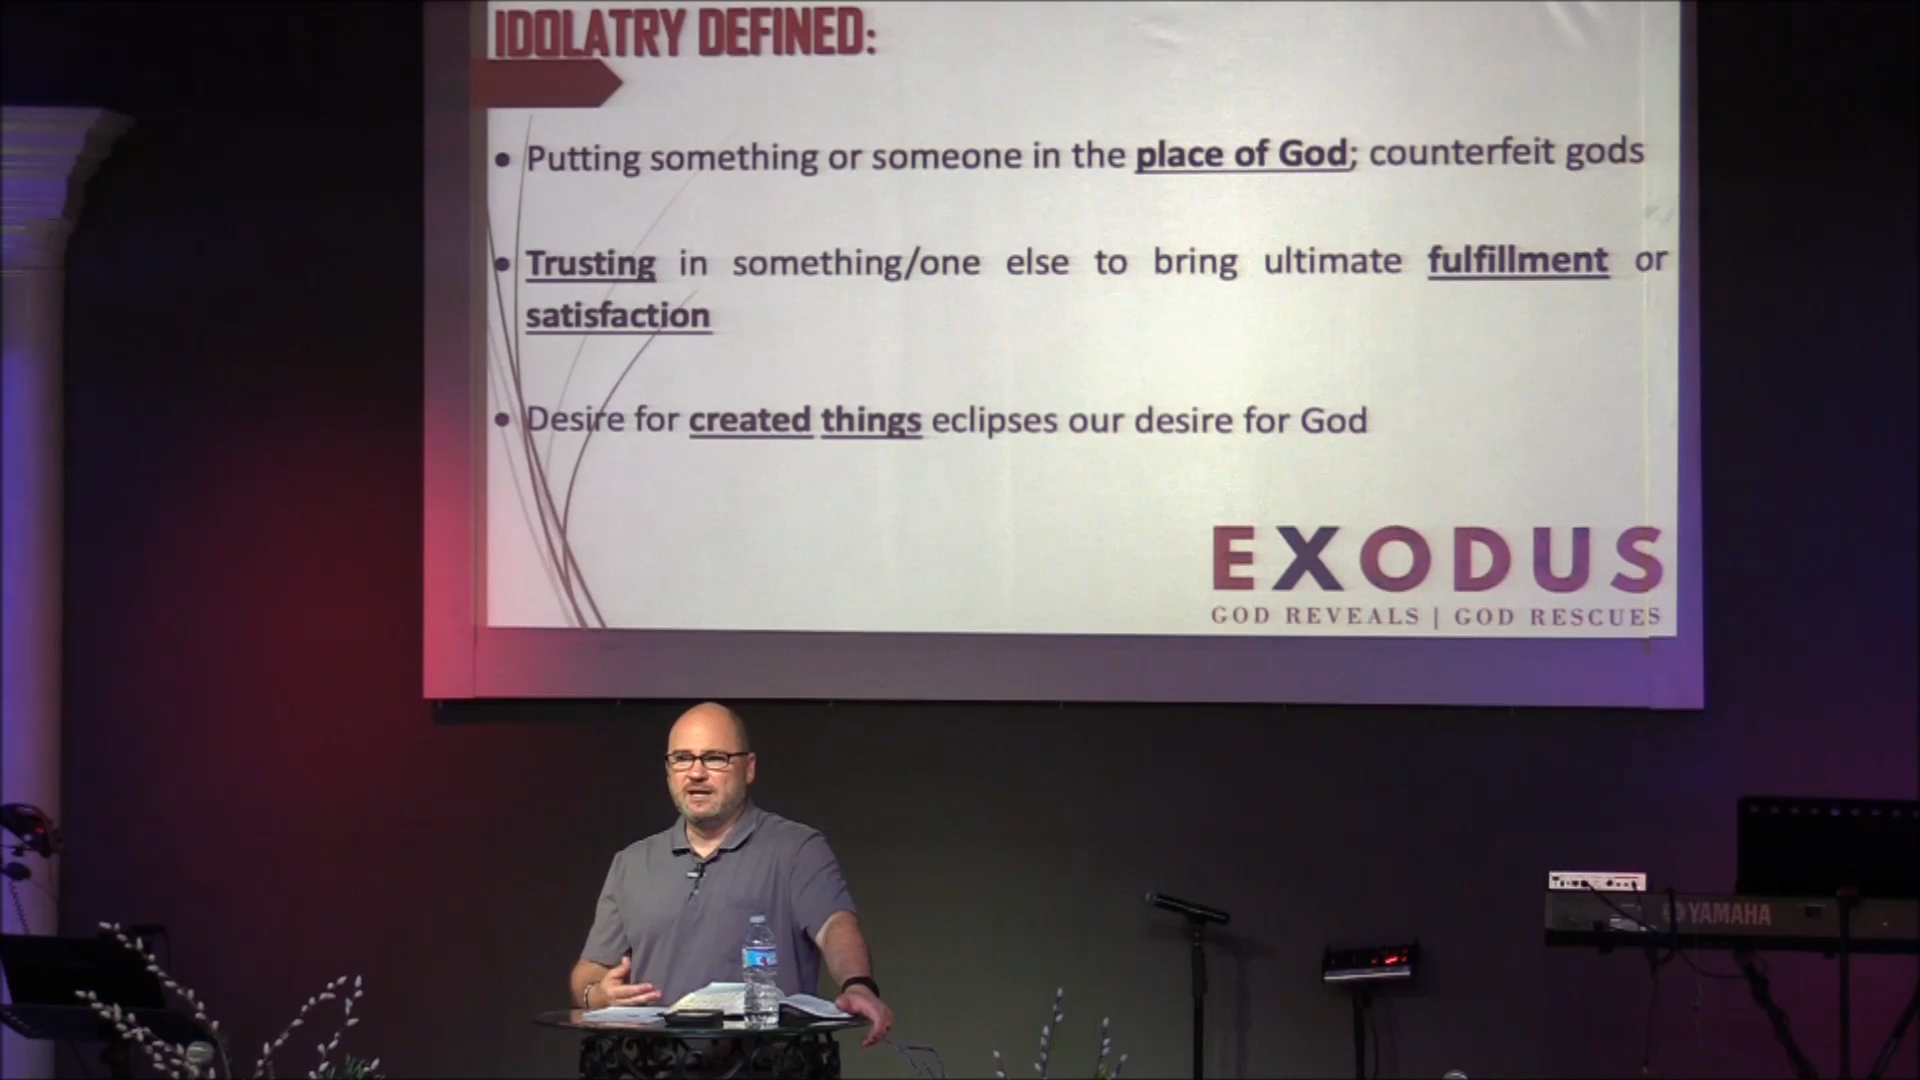 IDOLATRY DEFINED:
• Putting something or someone in the place of God; counterfeit gods
• Trusting in something/one else to bring ultimate fulfillment or
satisfaction
• Desire for created things eclipses our desire for God
EXODUS
GOD REVEALS | GOD RESCUES
YAMAHA